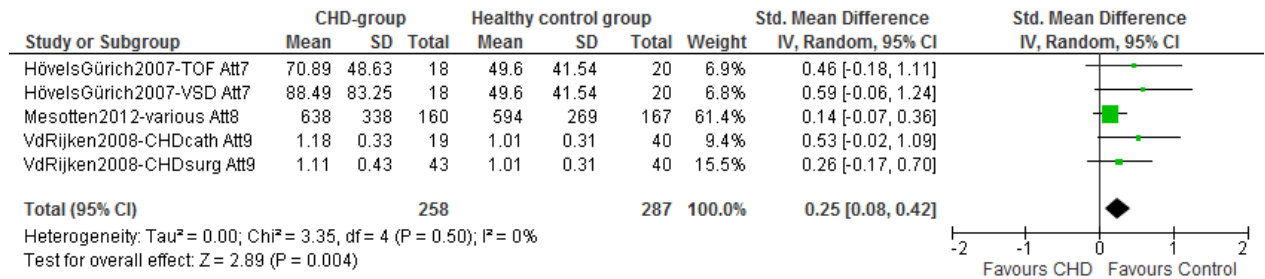 CHD-group Healthy control group Std. Mean Difference Std. Mean Difference
Study or Subgroup Mean SD Total Mean SD Total Weight IV, Random, 95% CI IV, Random, 95% CI
HövelsGürich2007-TOF Att7 70.89 48.63 18 49.6 41.54 20 6.9% 0.46 [-0.18, 1.11]
HövelsGürich2007-VSD Att7 88.49 83.25 18 49.6 41.54 20 6.8% 0.59 [-0.06, 1.24]
Mesotten2012-various Att8 638 338 160 594 269 167 61.4% 0.14 [-0.07, 0.36]
VdRijken2008-CHDcath Att9 1.18 0.33 19 1.01 0.31 40 9.4% 0.53 [-0.02, 1.09]
VdRijken2008-CHDsurg Att9 1.11 0.43 43 1.01 0.31 40 15.5% 0.26 [-0.17, 0.70]
Total (95% CI) 258 287 100.0% 0.25 [0.08, 0.42]
Heterogeneity: Tau² = 0.00; Chi² = 3.35, df = 4 (P = 0.50); I² = 0%
Test for overall effect: Z = 2.89 (P = 0.004)
-2 -1 0 1 2
Favours CHD Favours Control